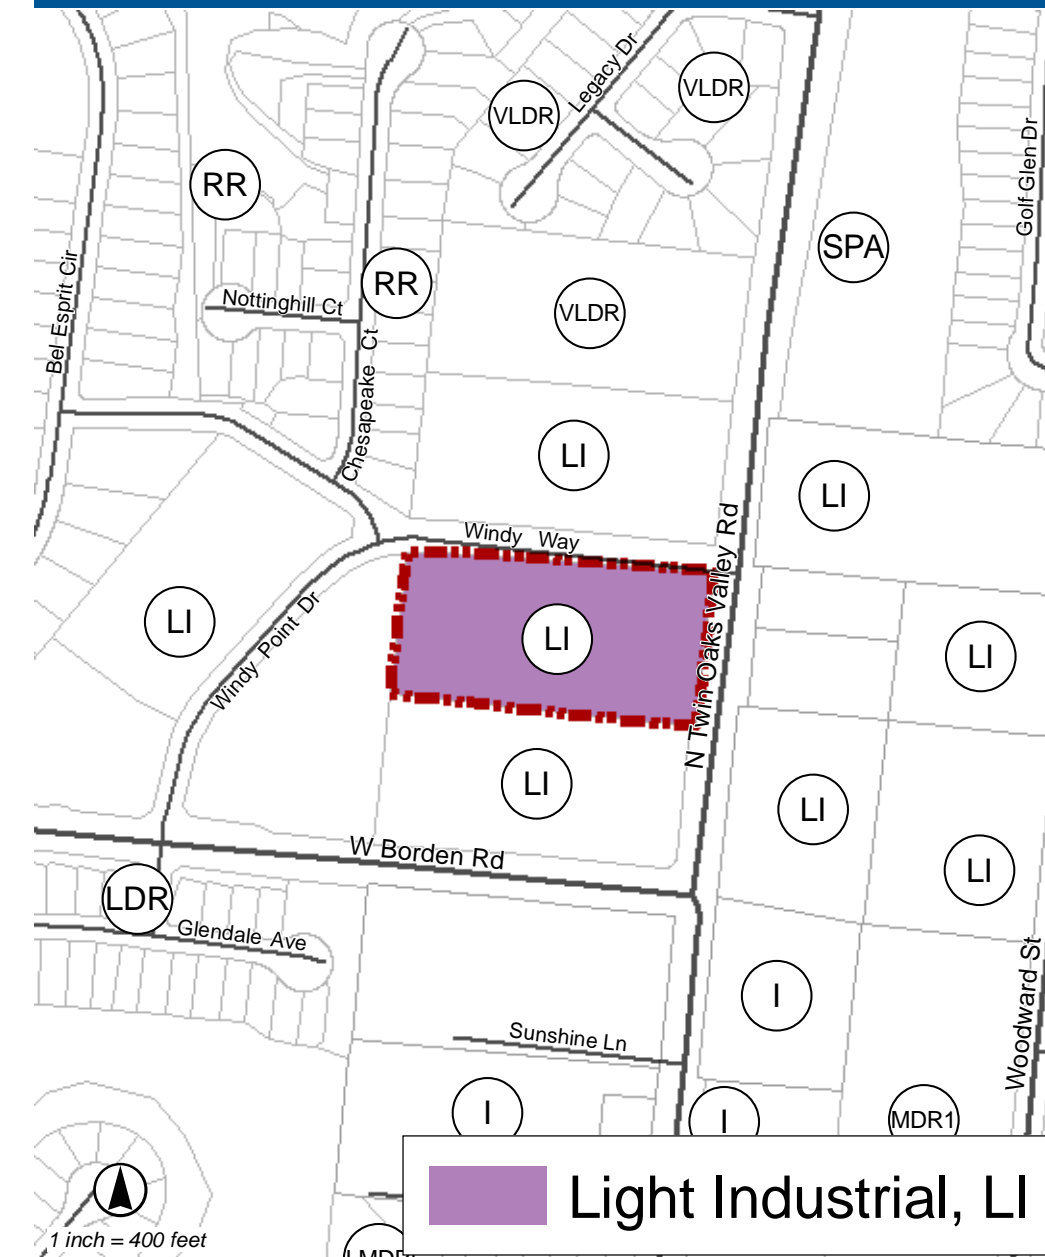 VLDR
Legacy Dr
VLDR
RR
Golf Glen Dr
SPA
RR
Bel Esprit Cir
Nottinghill Ct
VLDR
Chesapeake Ct
LI
LI
N Twin Oaks Valley Rd
Windy Way
LI
Windy Point Dr
LI
LI
LI
LI
W Borden Rd
LI
LDR
Glendale Ave
I
Woodward St
Sunshine Ln
I
I
MDR1
Light Industrial, LI
1 inch = 400 feet